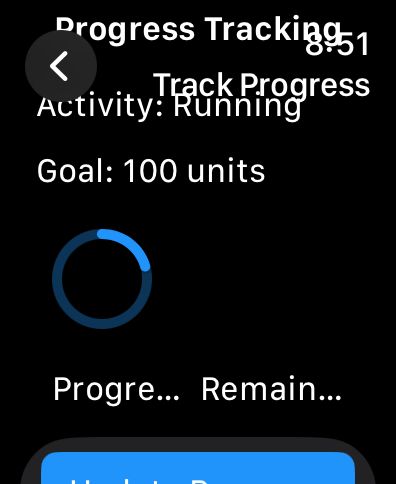 Progress Tracking
8:51
Track Progress
Activity: Running
Goal: 100 units
Progre... Remain...